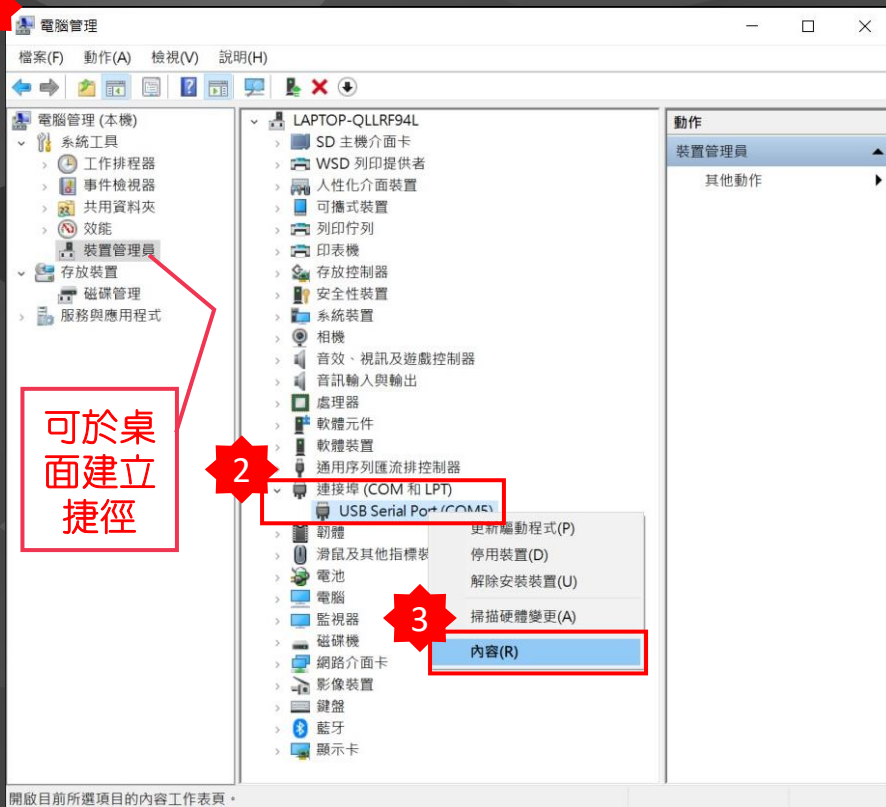 電腦管理
檔案(F) 動作(A) 檢視(V) 說明(H)
電腦管理 (本機)
系統工具
工作排程器
事件檢視器
共用資料夾
效能
裝置管理員
存放裝置
磁碟管理
服務與應用程式
可於桌
面建立
捷徑
LAPTOP-QLLRF94L
SD 主機介面卡
WSD 列印提供者
人性化介面裝置
可攜式裝置
列印佇列
印表機
存放控制器
安全性裝置
系統裝置
相機
音效、視訊及遊戲控制器
音訊輸入與輸出
處理器
軟體元件
軟體裝置
2
通用序列匯流排控制器
連接埠 (COM 和 LPT)
USB Serial Port (COM5)
韌體
滑鼠及其他指標裝
電池
電腦
監視器
磁碟機
網路介面卡
影像裝置
鍵盤
藍牙
顯示卡
更新驅動程式(P)
停用裝置(D)
解除安裝裝置(U)
3
掃描硬體變更(A)
內容(R)
動作
裝置管理員
其他動作
開啟目前所選項目的內容工作表頁。